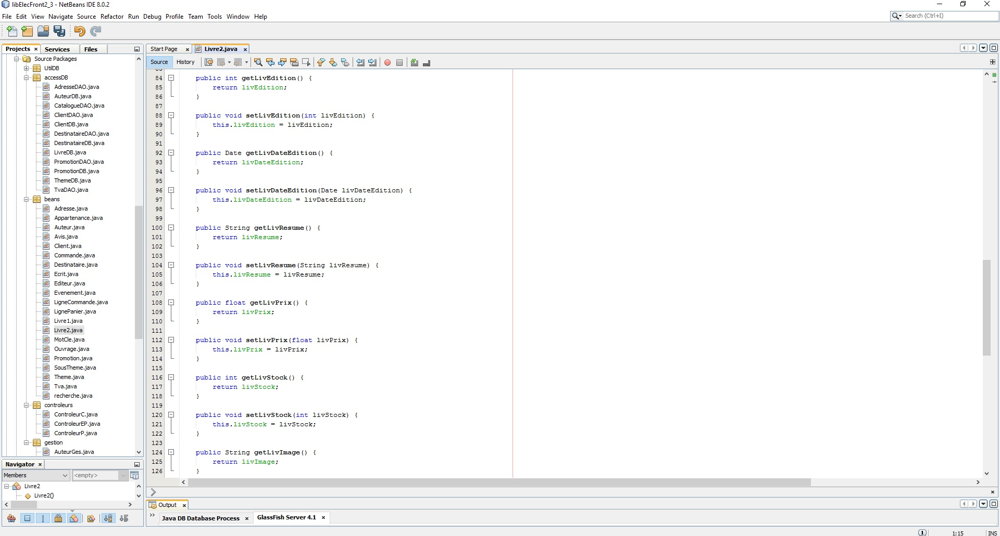 libElecFront2_3 - NetBeans IDE 8.0.2
File Edit View Navigate Source Refactor Run Debug Profile Team Tools Window Help
Search (Ctrl+I)
Projects Services Files
Source Packages
UtilDB
accessDB
AdresseDAO.java
AuteurDB.java
CatalogueDAO.java
ClientDAO.java
ClientDB.java
DestinataireDAO.java
DestinataireDB.java
LivreDB.java
PromotionDAO.java
PromotionDB.java
ThemeDB.java
TvaDAO.java
beans
Adresse.java
Appartenance.java
Auteur.java
Avis.java
Client.java
Commande.java
Destinataire.java
Ecrit.java
Editeur.java
Evenement.java
LigneCommande.java
LignePanier.java
Livre1.java
Livre2.java
MotCle.java
Ouvrage.java
Promotion.java
SousTheme.java
Theme.java
Tva.java
recherche.java
controleurs
ControleurC.java
ControleurEP.java
ControleurP.java
gestion
AuteurGes.java
Navigator
Members <empty>
Livre2
Livre2()
Start Page Livre2.java
Source History
84 public int getLivEdition() {
85 return livEdition;
86 }
87
88 public void setLivEdition(int livEdition) {
89 this.livEdition = livEdition;
90 }
91
92 public Date getLivDateEdition() {
93 return livDateEdition;
94 }
95
96 public void setLivDateEdition(Date livDateEdition) {
97 this.livDateEdition = livDateEdition;
98 }
99
100 public String getLivResume() {
101 return livResume;
102 }
103
104 public void setLivResume(String livResume) {
105 this.livResume = livResume;
106 }
107
108 public float getLivPrix() {
109 return livPrix;
110 }
111
112 public void setLivPrix(float livPrix) {
113 this.livPrix = livPrix;
114 }
115
116 public int getLivStock() {
117 return livStock;
118 }
119
120 public void setLivStock(int livStock) {
121 this.livStock = livStock;
122 }
123
124 public String getLivImage() {
125 return livImage;
126 }
Output
Java DB Database Process GlassFish Server 4.1
1 1:15 INS